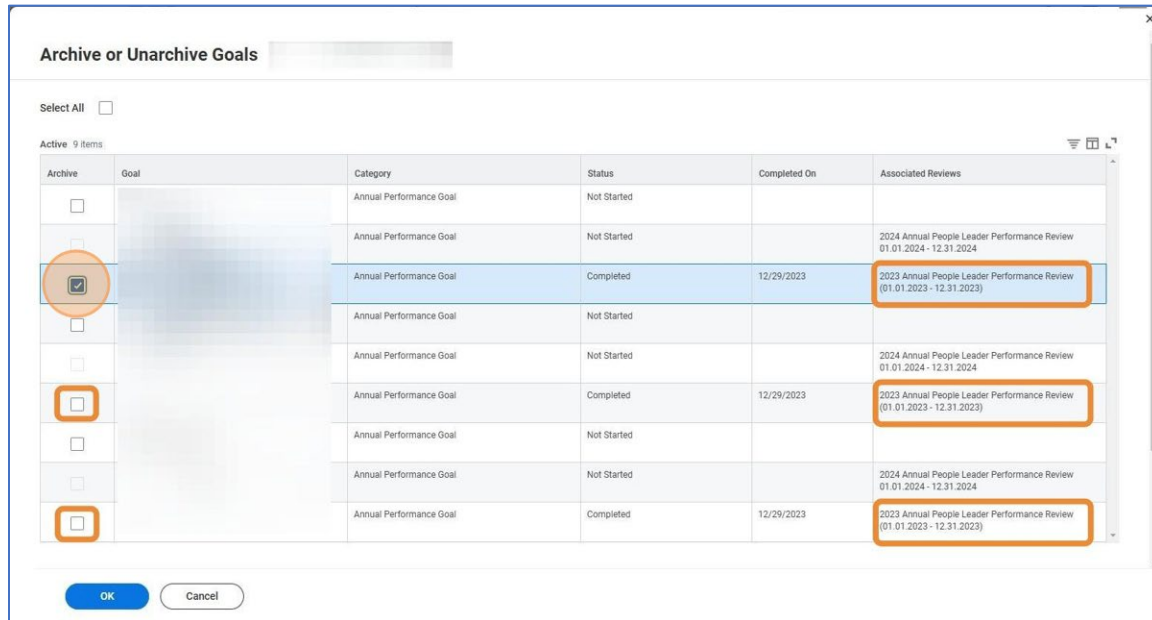 Archive or Unarchive Goals
Select All
Active 9 items
Archive Goal Category Status Completed On Associated Reviews
Annual Performance Goal Not Started
Annual Performance Goal Not Started 2024 Annual People Leader Performance Review
01.01.2024 - 12.31.2024
Annual Performance Goal Completed 12/29/2023 2023 Annual People Leader Performance Review
(01.01.2023 - 12.31.2023)
Annual Performance Goal Not Started
Annual Performance Goal Not Started 2024 Annual People Leader Performance Review
01.01.2024 - 12.31.2024
Annual Performance Goal Completed 12/29/2023 2023 Annual People Leader Performance Review
(01.01.2023 - 12.31.2023)
Annual Performance Goal Not Started
Annual Performance Goal Not Started 2024 Annual People Leader Performance Review
01.01.2024 - 12.31.2024
Annual Performance Goal Completed 12/29/2023 2023 Annual People Leader Performance Review
(01.01.2023 - 12.31.2023)
OK Cancel